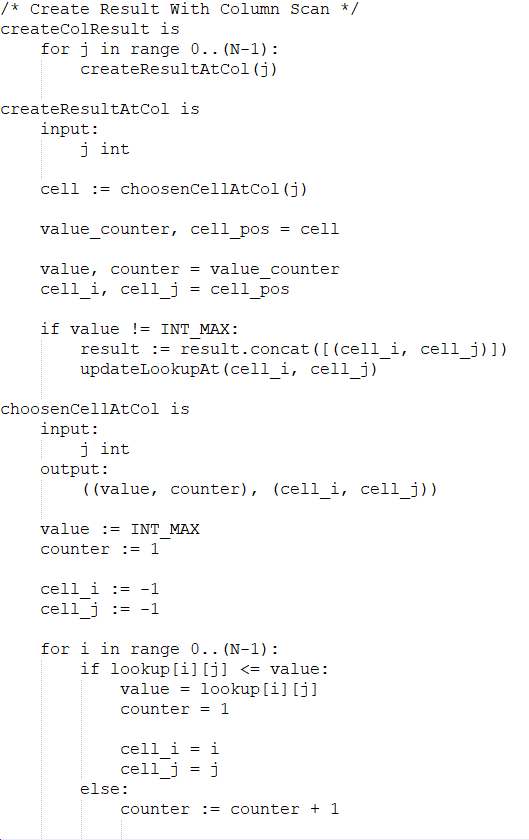 /* Create Result With Column Scan */
createColResult is
    for j in range 0..(N-1):
        createResultAtCol(j)

createResultAtCol is
    input:
        j int

    cell := choosenCellAtCol(j)

    value_counter, cell_pos = cell

    value, counter = value_counter
    cell_i, cell_j = cell_pos

    if value != INT_MAX:
        result := result.concat([(cell_i, cell_j)])
        updateLookupAt(cell_i, cell_j)

choosenCellAtCol is
    input:
        j int
    output:
        ((value, counter), (cell_i, cell_j))

    value := INT_MAX
    counter := 1

    cell_i := -1
    cell_j := -1

    for i in range 0..(N-1):
        if lookup[i][j] <= value:
            value = lookup[i][j]
            counter = 1

            cell_i = i
            cell_j = j
        else:
            counter := counter + 1